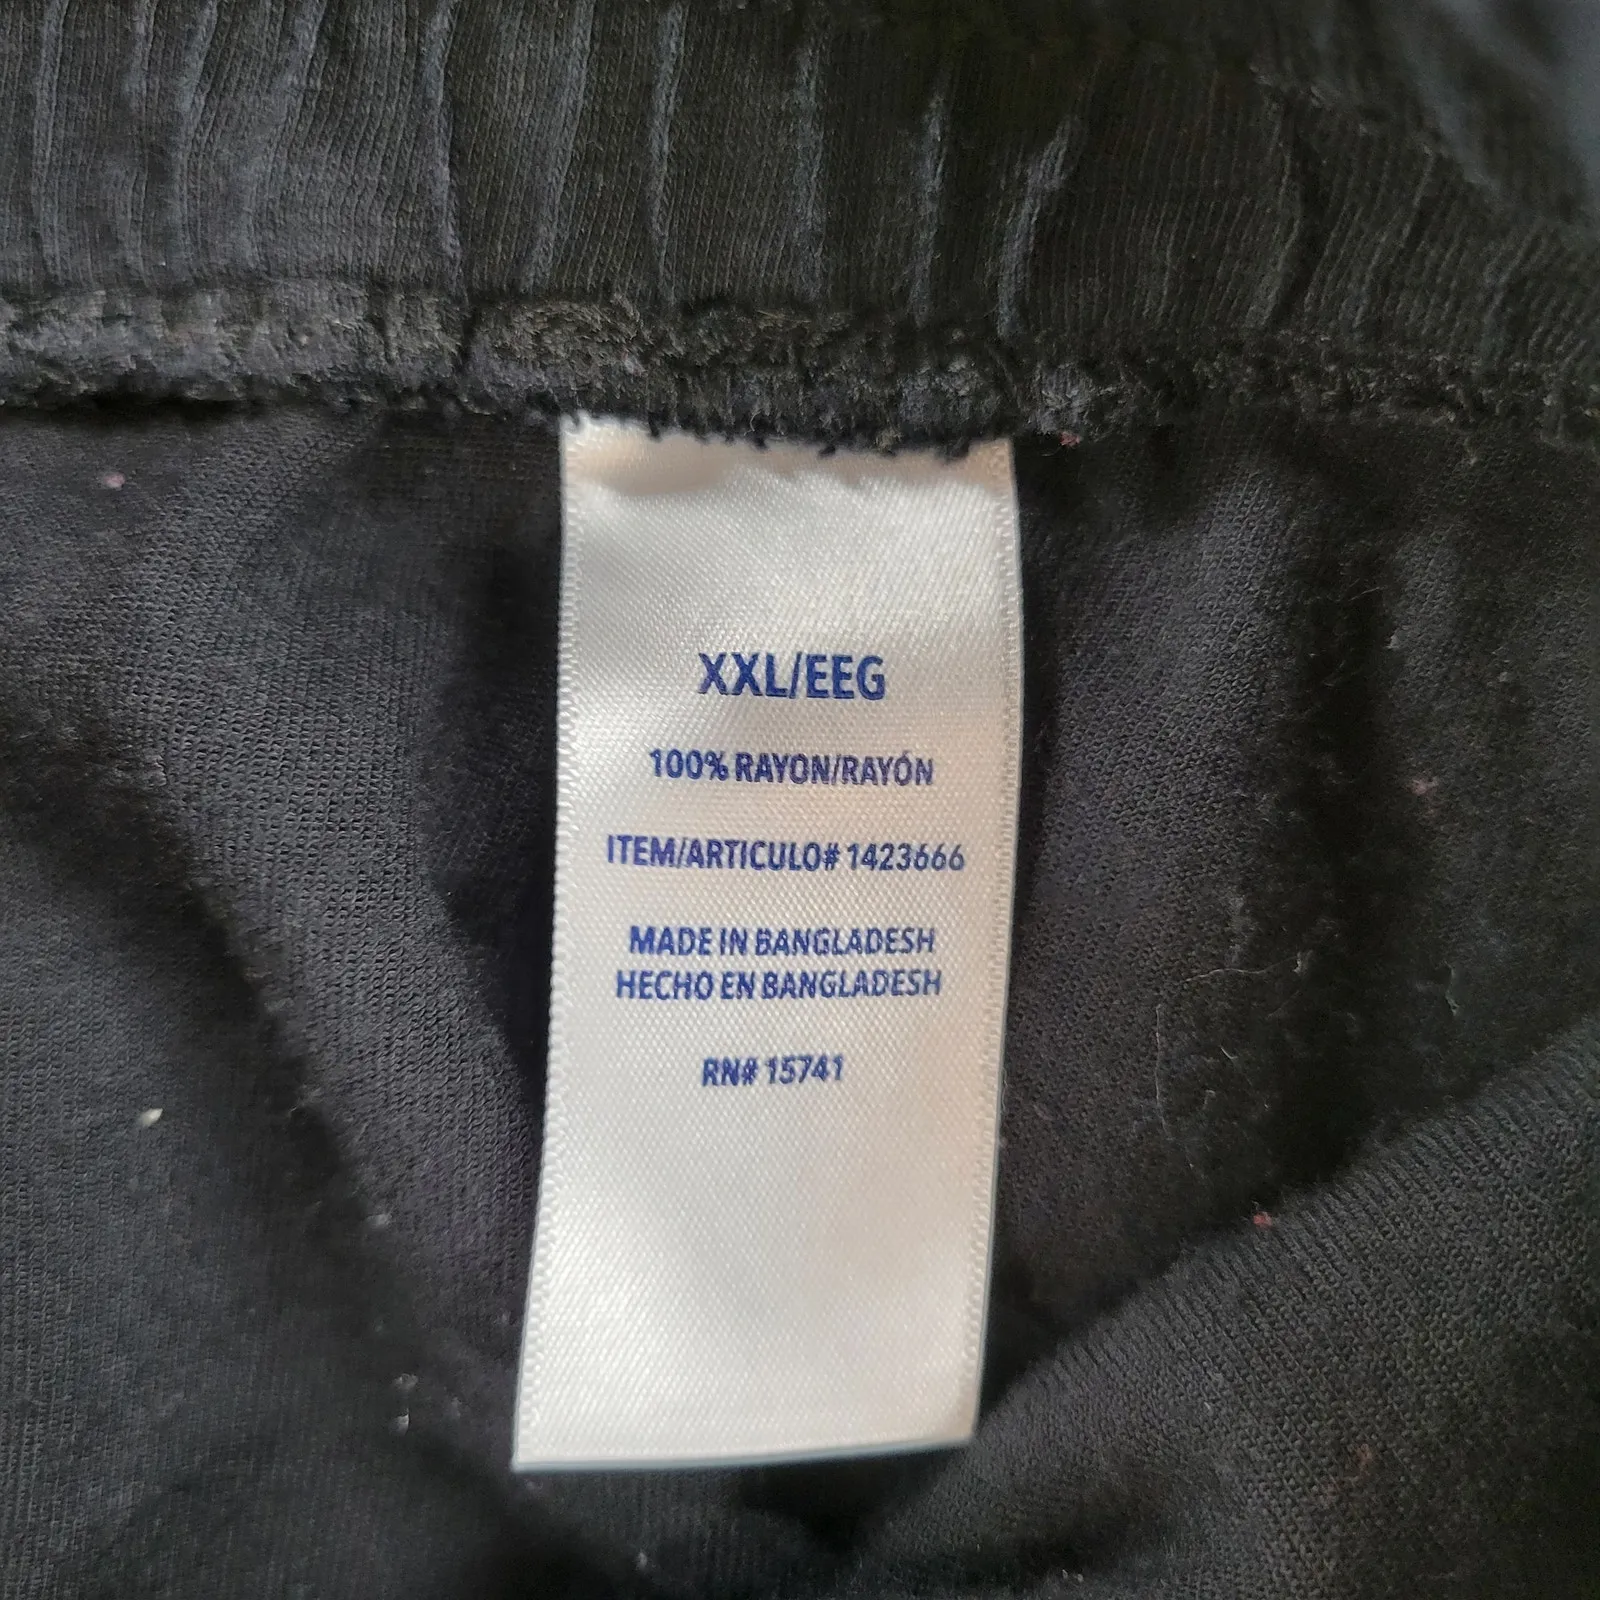 XXL/EEG
100% RAYON/RAYÓN
ITEM/ARTICULO# 1423666
MADE IN BANGLADESH
HECHO EN BANGLADESH
RN# 15741